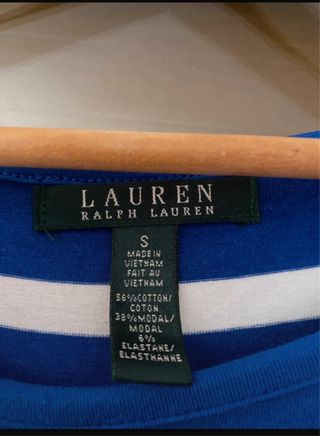 LAUREN
RALPH LAUREN
S
MADE IN
VIETNAM
FAIT AU
VIETNAM
56%COTTON/
COTON
38%MODAL/
MODAL
6%
ELASTANE/
ELASTHANNE